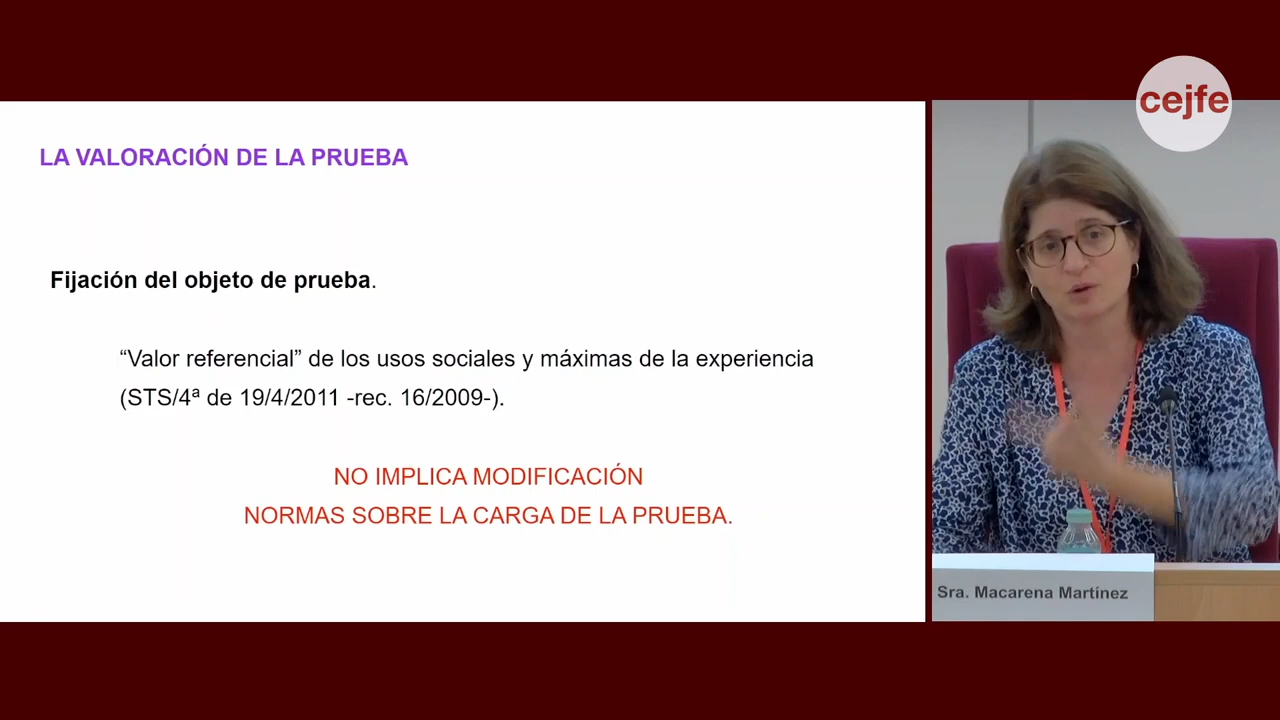 cejfe
LA VALORACIÓN DE LA PRUEBA
Fijación del objeto de prueba.
“Valor referencial” de los usos sociales y máximas de la experiencia
(STS/4ª de 19/4/2011 -rec. 16/2009-).
NO IMPLICA MODIFICACIÓN
NORMAS SOBRE LA CARGA DE LA PRUEBA.
Sra. Macarena Martínez